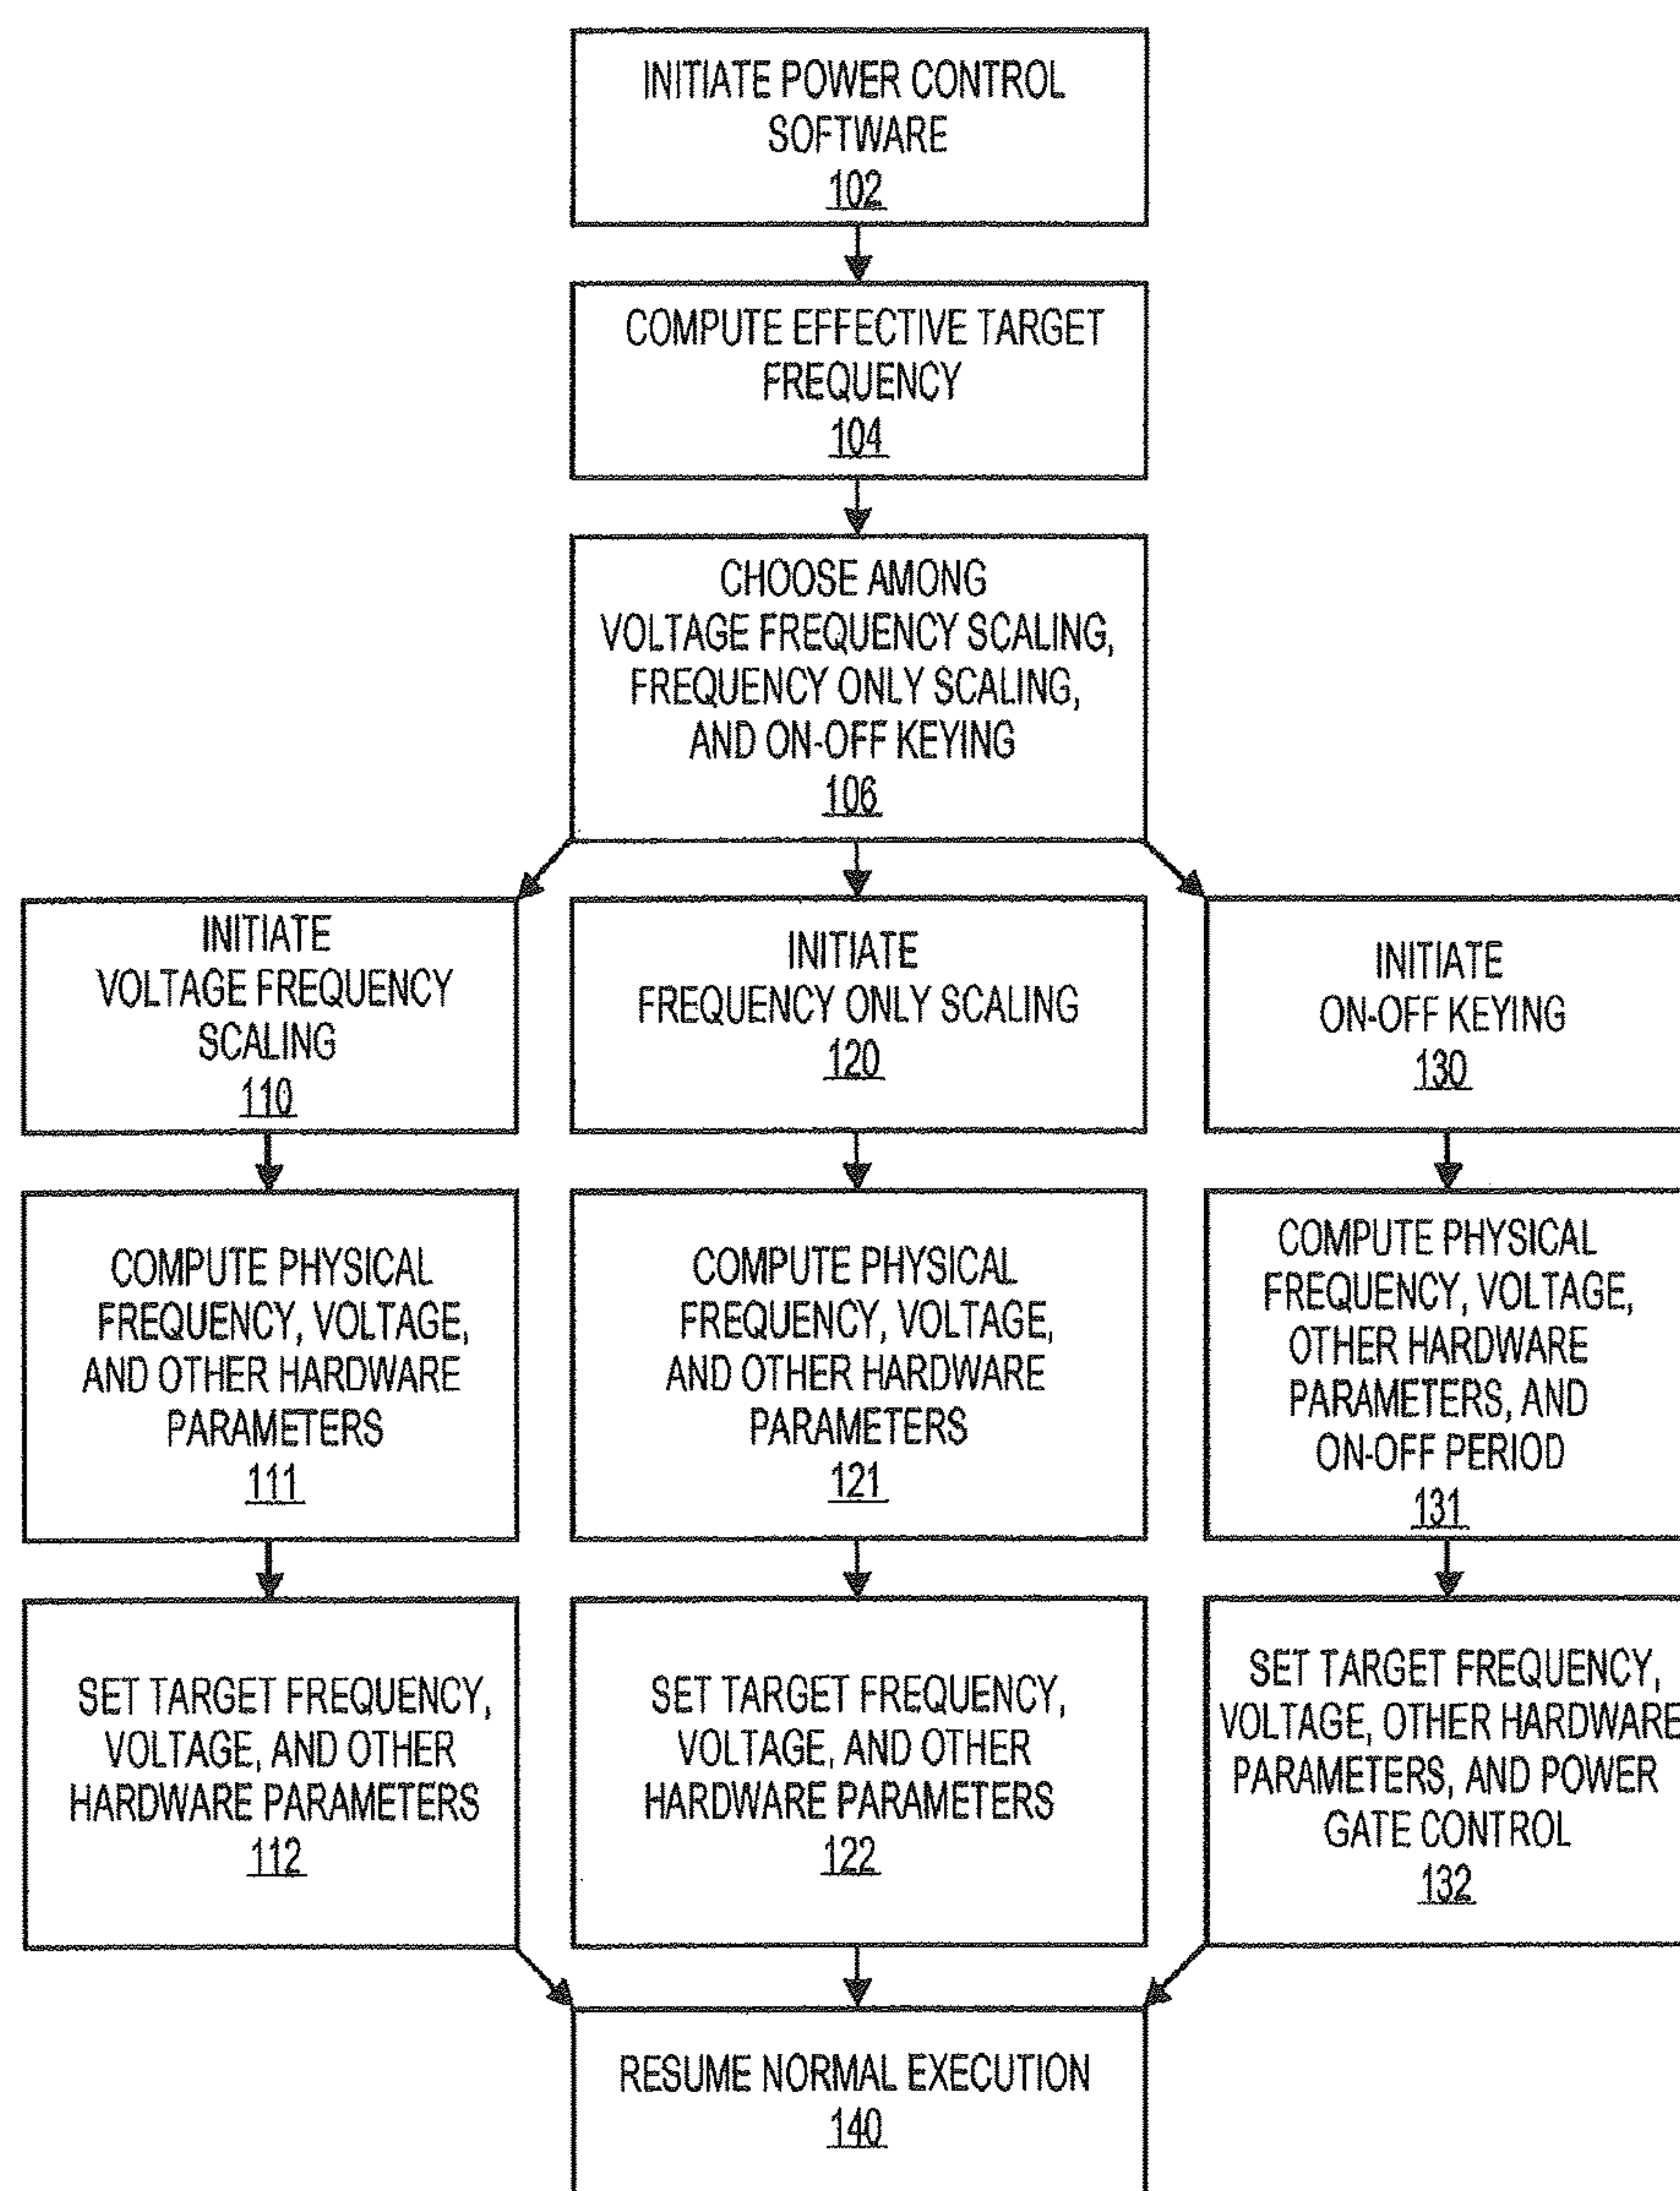 INITIATE POWER CONTROL
SOFTWARE
102
COMPUTE EFFECTIVE TARGET
FREQUENCY
104
CHOOSE AMONG
VOLTAGE FREQUENCY SCALING,
FREQUENCY ONLY SCALING,
AND ON-OFF KEYING
106
INITIATE
VOLTAGE FREQUENCY
SCALING
110
INITIATE
FREQUENCY ONLY SCALING
120
INITIATE
ON-OFF KEYING
130
COMPUTE PHYSICAL
FREQUENCY, VOLTAGE,
AND OTHER HARDWARE
PARAMETERS
111
COMPUTE PHYSICAL
FREQUENCY, VOLTAGE,
AND OTHER HARDWARE
PARAMETERS
121
COMPUTE PHYSICAL
FREQUENCY, VOLTAGE,
OTHER HARDWARE
PARAMETERS, AND
ON-OFF PERIOD
131
SET TARGET FREQUENCY,
VOLTAGE, AND OTHER
HARDWARE PARAMETERS
112
SET TARGET FREQUENCY,
VOLTAGE, AND OTHER
HARDWARE PARAMETERS
122
SET TARGET FREQUENCY,
VOLTAGE, OTHER HARDWARE
PARAMETERS, AND POWER
GATE CONTROL
132
RESUME NORMAL EXECUTION
140